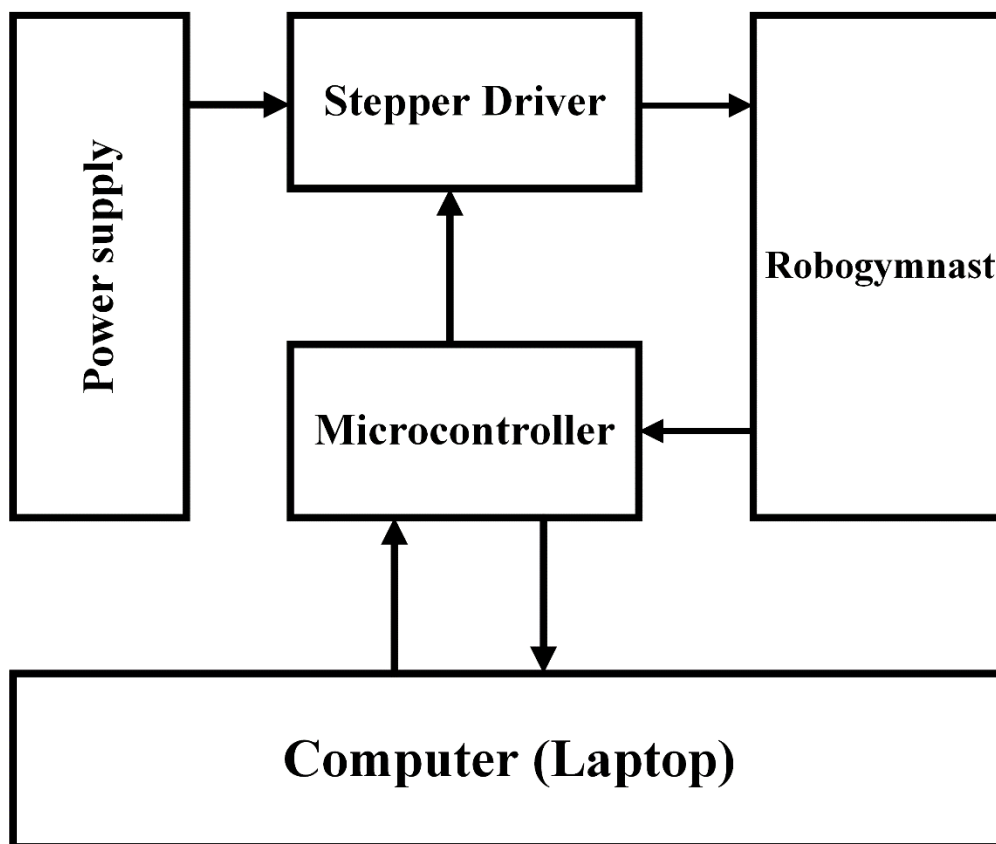 Power supply
Stepper Driver
Robogymnast
Microcontroller
Computer (Laptop)